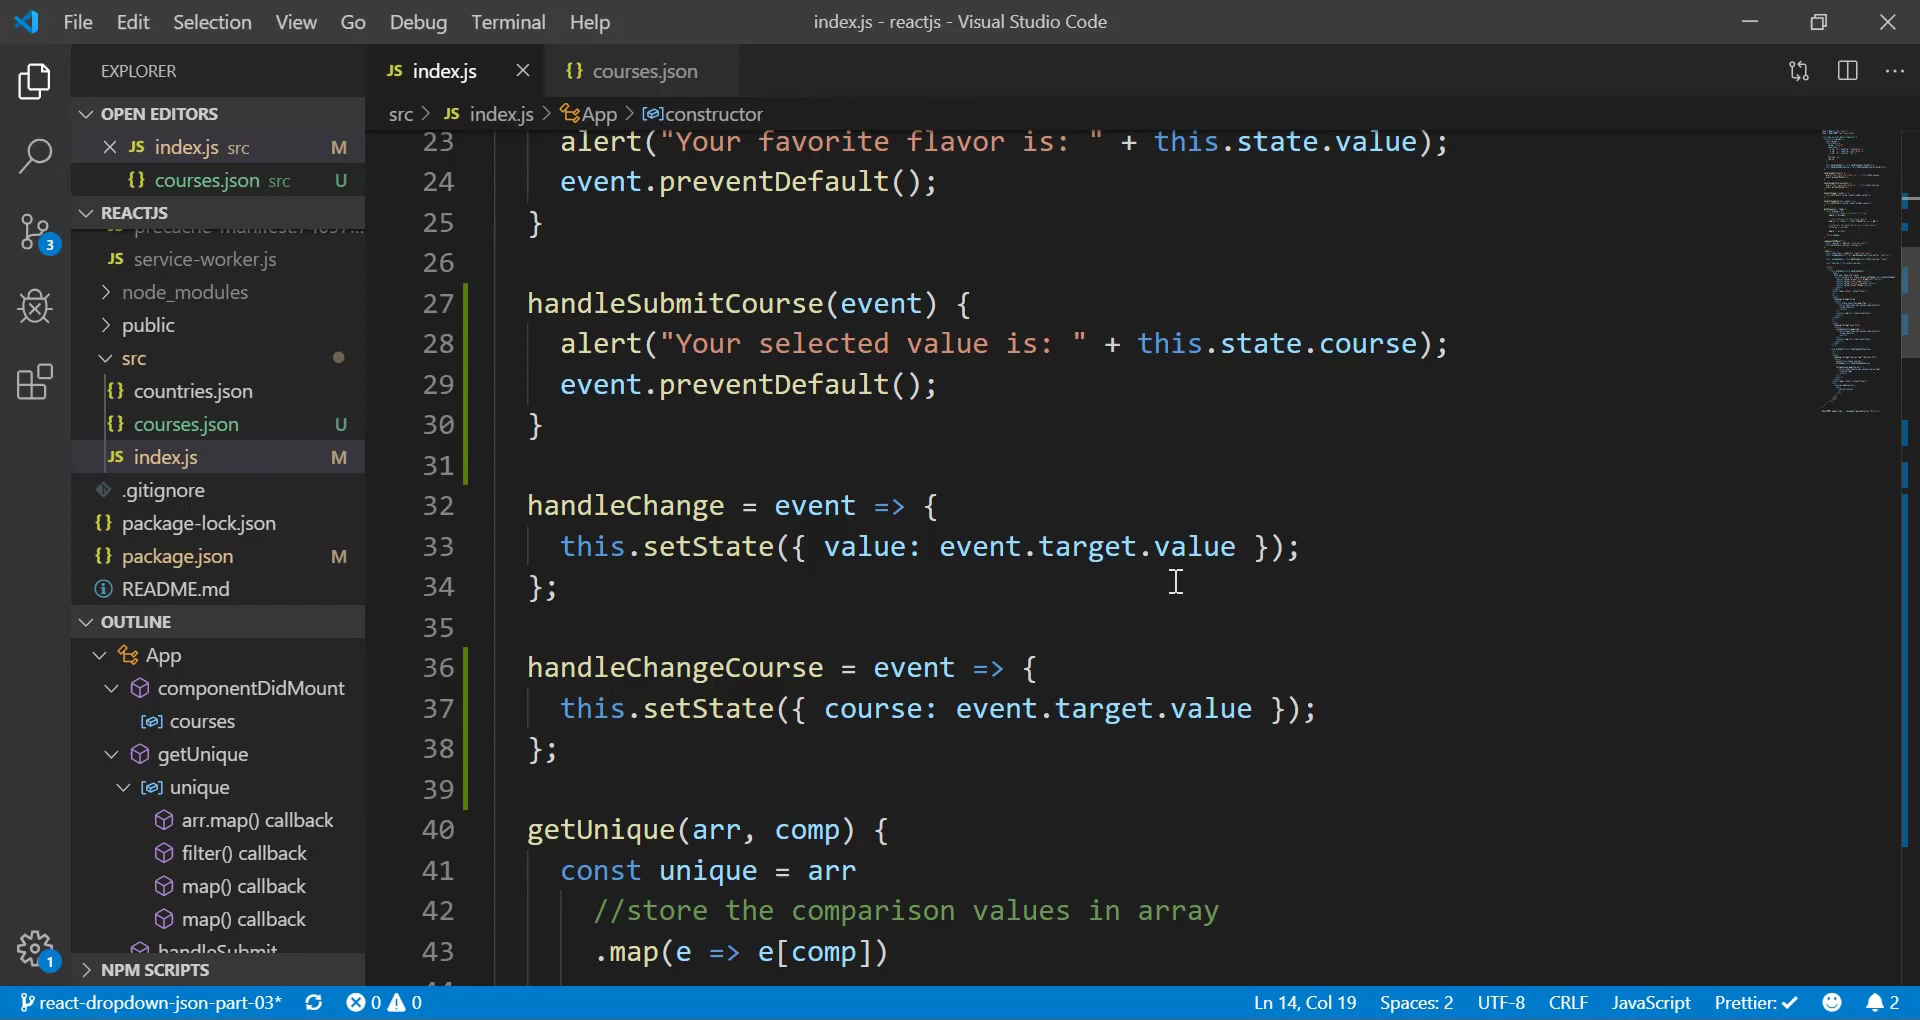 File Edit Selection View Go Debug Terminal Help index.js - reactjs - Visual Studio Code
EXPLORER
OPEN EDITORS
JS index.js src M
{} courses.json src U
REACTJS
JS service-worker.js
node_modules
public
src
{} countries.json
{} courses.json U
JS index.js M
.gitignore
{} package-lock.json
{} package.json M
README.md
OUTLINE
App
componentDidMount
courses
getUnique
unique
arr.map() callback
filter() callback
map() callback
map() callback
handleSubmit
NPM SCRIPTS
3
1
JS index.js {} courses.json
src > JS index.js > App > constructor
23 alert("Your favorite flavor is: " + this.state.value);
24 event.preventDefault();
25 }
26
27 handleSubmitCourse(event) {
28 alert("Your selected value is: " + this.state.course);
29 event.preventDefault();
30 }
31
32 handleChange = event => {
33 this.setState({ value: event.target.value });
34 };
35
36 handleChangeCourse = event => {
37 this.setState({ course: event.target.value });
38 };
39
40 getUnique(arr, comp) {
41 const unique = arr
42 //store the comparison values in array
43 .map(e => e[comp])
react-dropdown-json-part-03* 0 0 Ln 14, Col 19 Spaces: 2 UTF-8 CRLF JavaScript Prettier: ✓ 2